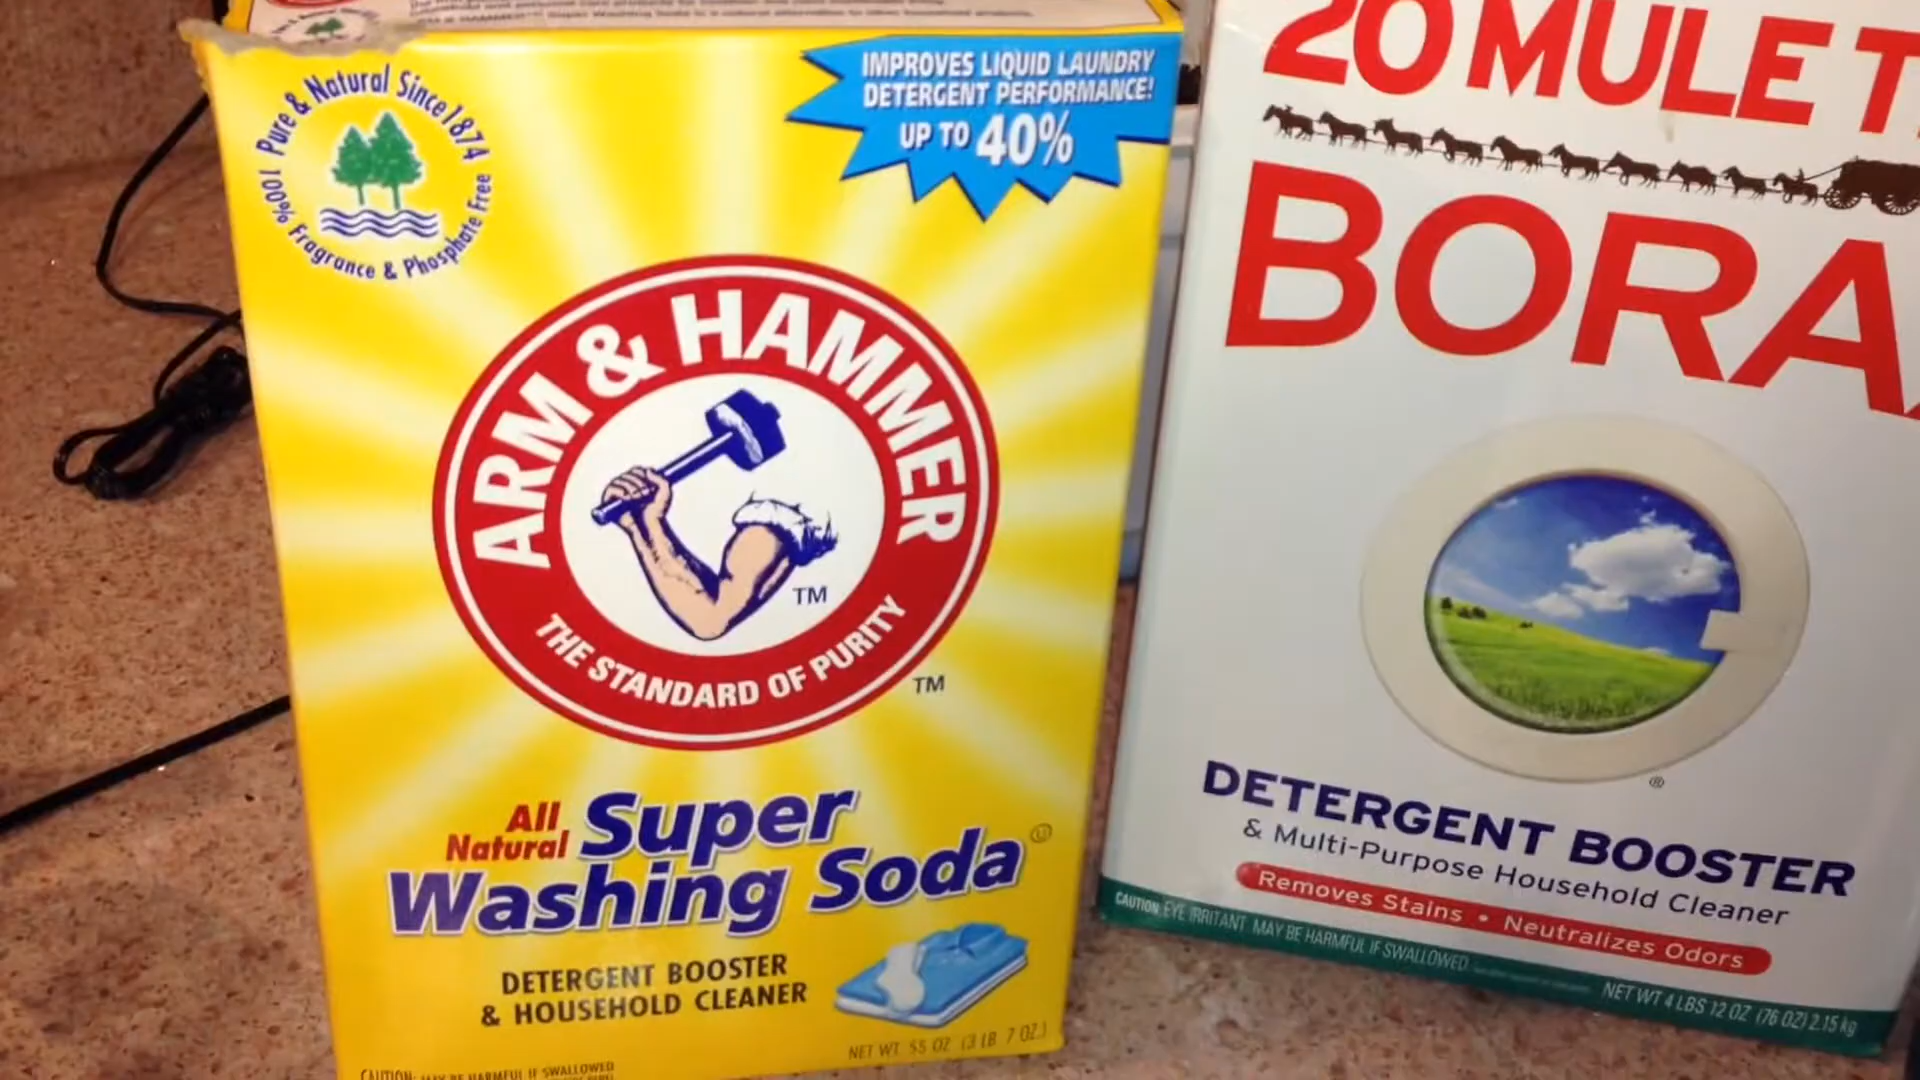 Pure & Natural Since 1874
100% Fragrance & Phosphate Free
IMPROVES LIQUID LAUNDRY
DETERGENT PERFORMANCE!
UP TO 40%
ARM & HAMMER
TM
THE STANDARD OF PURITY
TM
All
Natural
Super
Washing Soda
DETERGENT BOOSTER
& HOUSEHOLD CLEANER
NET WT 55 OZ (3 LB 7 OZ.)
CAUTION: MAY BE HARMFUL IF SWALLOWED
20 MULE T
BORA
®
DETERGENT BOOSTER
& Multi-Purpose Household Cleaner
Removes Stains • Neutralizes Odors
CAUTION EYE IRRITANT MAY BE HARMFUL IF SWALLOWED
NET WT 4 LBS 12 OZ (76 OZ) 2.15 kg